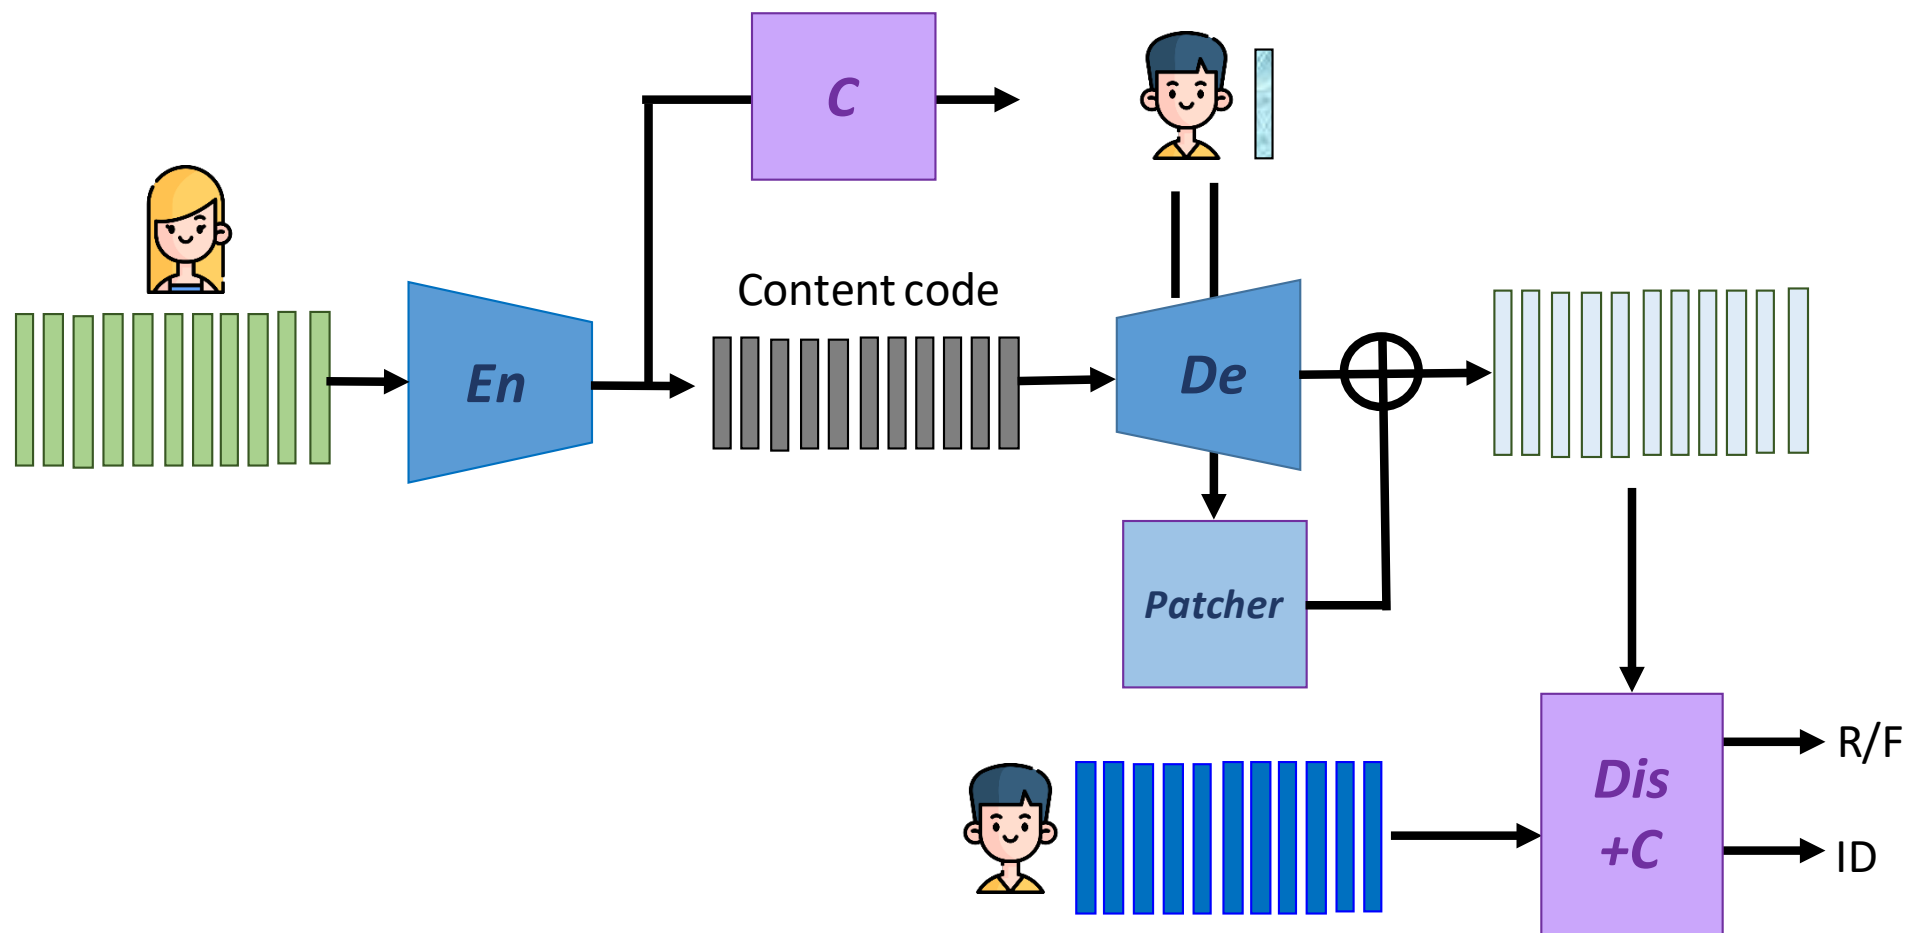 C
Content code
En
De
Patcher
Dis
+C
R/F
ID